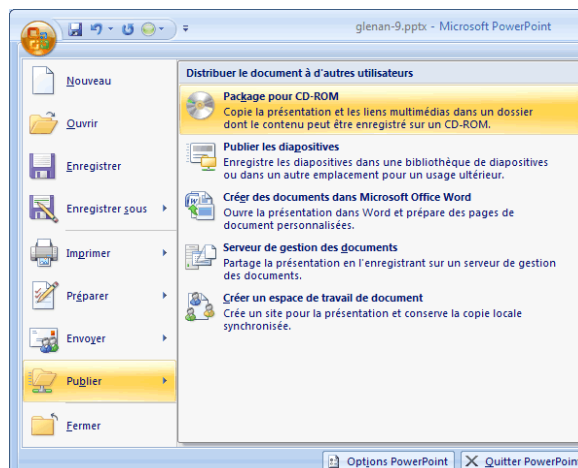 glenan-9.pptx - Microsoft PowerPoint
Nouveau
Ouvrir
Enregistrer
Enregistrer sous
Imprimer
Préparer
Envoyer
Publier
Fermer
Distribuer le document à d'autres utilisateurs
Package pour CD-ROM
Copie la présentation et les liens multimédias dans un dossier
dont le contenu peut être enregistré sur un CD-ROM.
Publier les diapositives
Enregistre les diapositives dans une bibliothèque de diapositives
ou dans un autre emplacement pour un usage ultérieur.
Créer des documents dans Microsoft Office Word
Ouvre la présentation dans Word et prépare des pages de
document personnalisées.
Serveur de gestion des documents
Partage la présentation en l'enregistrant sur un serveur de gestion
des documents.
Créer un espace de travail de document
Crée un site pour la présentation et conserve la copie locale
synchronisée.
Options PowerPoint
Quitter PowerPoint